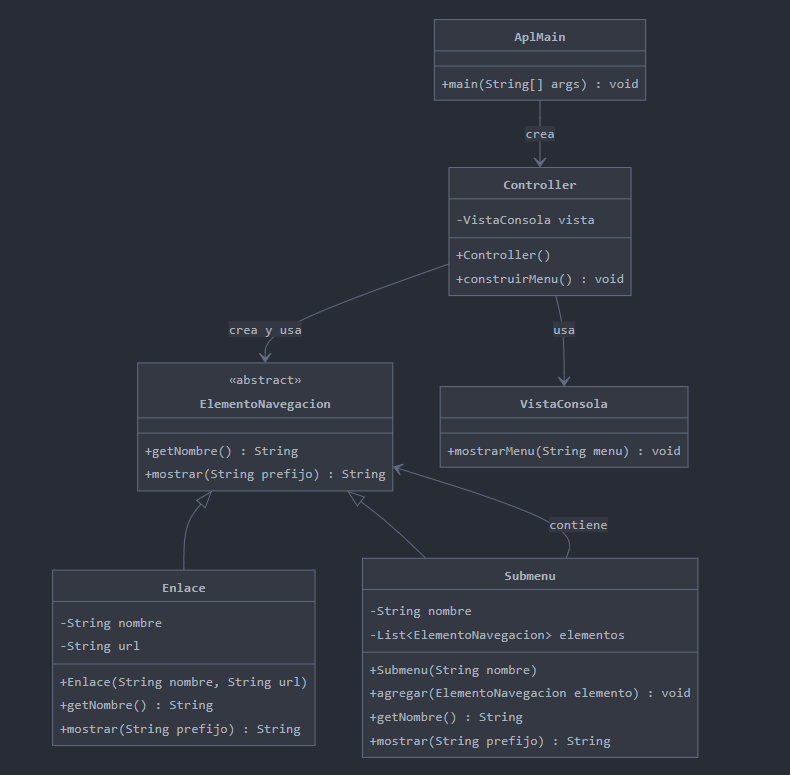 AplMain
+main(String[] args) : void
crea
Controller
-VistaConsola vista
+Controller()
+construirMenu() : void
crea y usa
usa
«abstract»
ElementoNavegacion
+getNombre() : String
+mostrar(String prefijo) : String
VistaConsola
+mostrarMenu(String menu) : void
contiene
Enlace
-String nombre
-String url
+Enlace(String nombre, String url)
+getNombre() : String
+mostrar(String prefijo) : String
Submenu
-String nombre
-List<ElementoNavegacion> elementos
+Submenu(String nombre)
+agregar(ElementoNavegacion elemento) : void
+getNombre() : String
+mostrar(String prefijo) : String